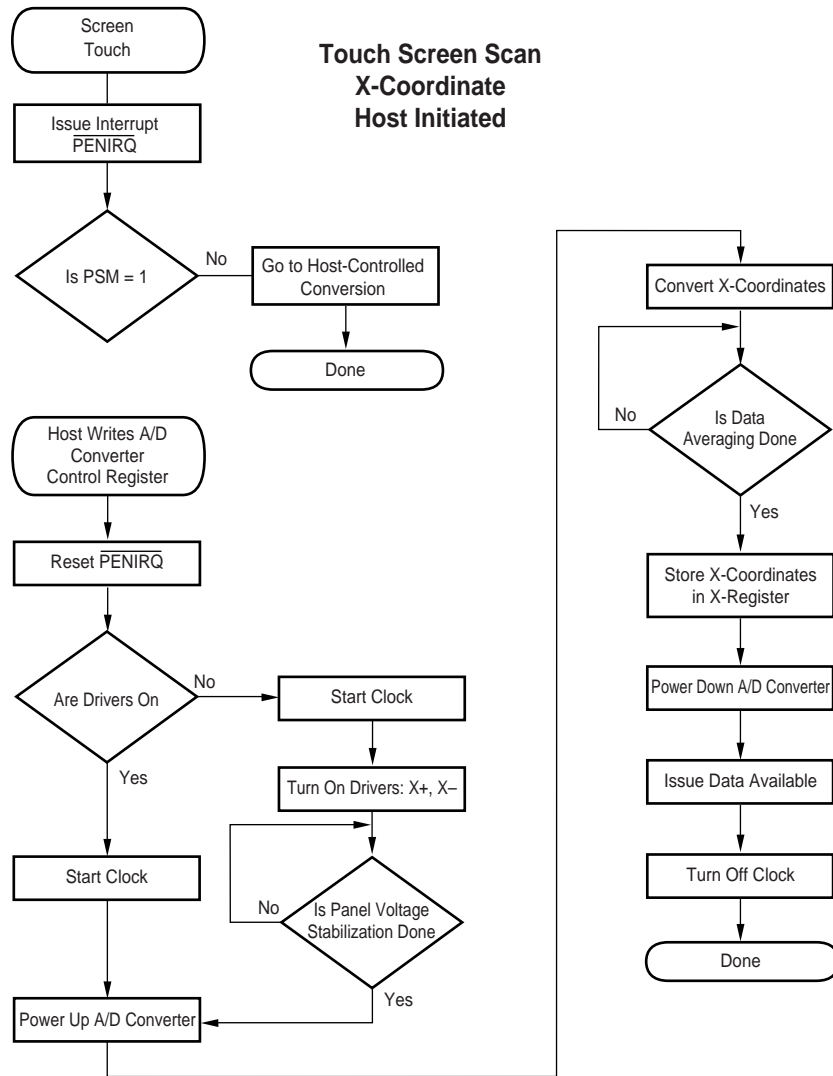 Touch Screen Scan
X-Coordinate
Host Initiated
Screen
Touch
Issue Interrupt
PENIRQ
Is PSM = 1
No
Go to Host-Controlled
Conversion
Done
Host Writes A/D
Converter
Control Register
Reset PENIRQ
Are Drivers On
No
Start Clock
Turn On Drivers: X+, X–
Is Panel Voltage
Stabilization Done
No
Yes
Yes
Start Clock
Power Up A/D Converter
Convert X-Coordinates
Is Data
Averaging Done
No
Yes
Store X-Coordinates
in X-Register
Power Down A/D Converter
Issue Data Available
Turn Off Clock
Done